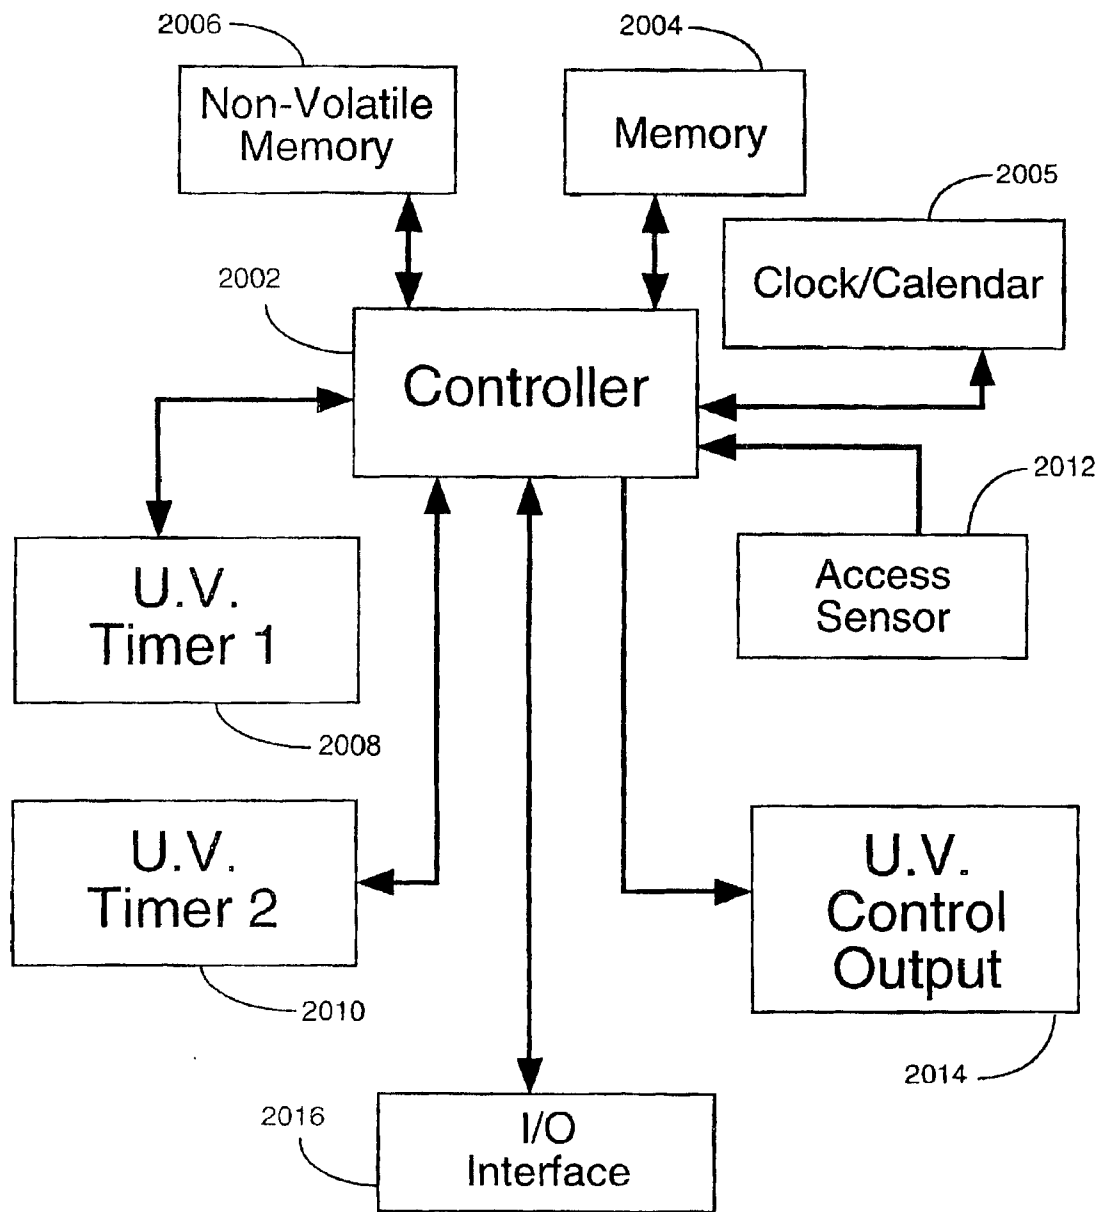 2006
2004
Non-Volatile
Memory
Memory
2005
Clock/Calendar
2002
Controller
2012
Access
Sensor
U.V.
Timer 1
2008
U.V.
Timer 2
2010
U.V.
Control
Output
2014
2016
I/O
Interface